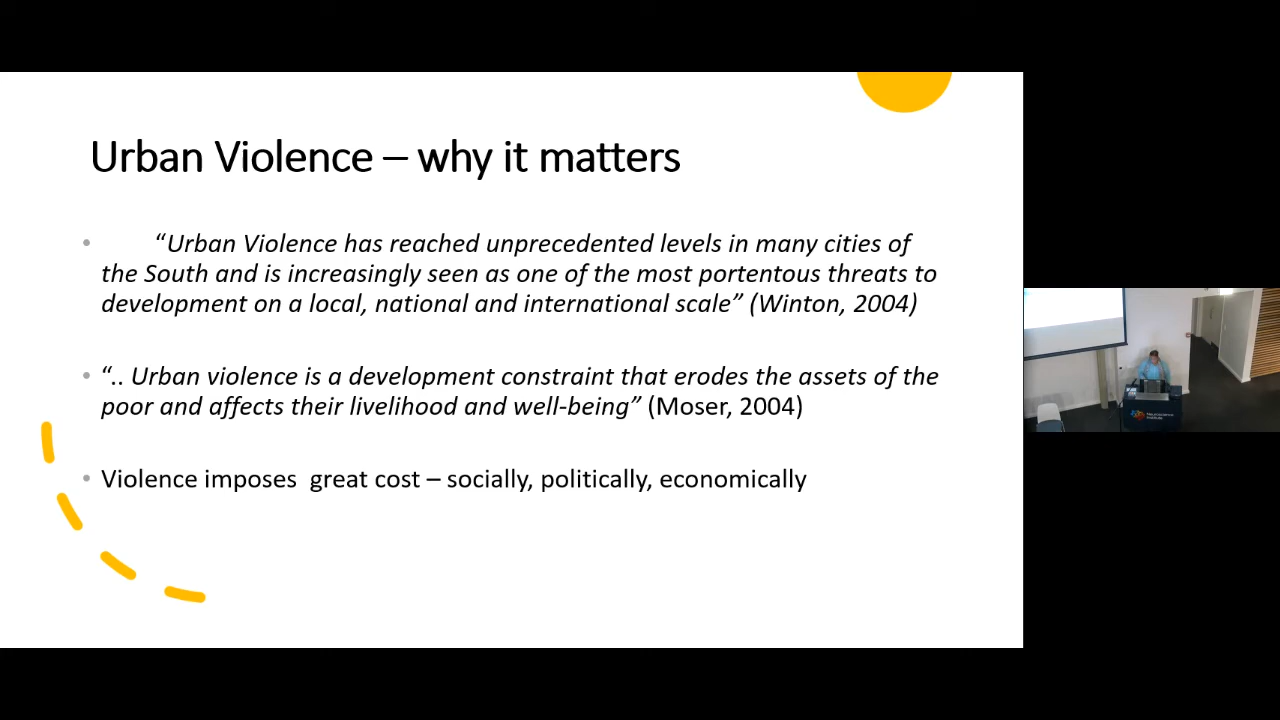 Urban Violence – why it matters
• “Urban Violence has reached unprecedented levels in many cities of
the South and is increasingly seen as one of the most portentous threats to
development on a local, national and international scale” (Winton, 2004)
• “.. Urban violence is a development constraint that erodes the assets of the
poor and affects their livelihood and well-being” (Moser, 2004)
• Violence imposes  great cost – socially, politically, economically
Neuroscience
Institute